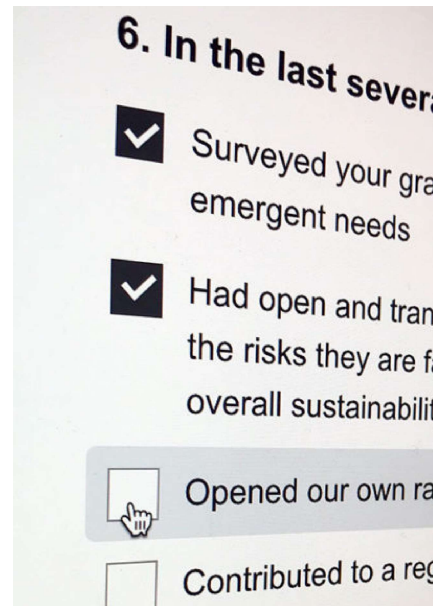 6. In the last sever
Surveyed your gra
emergent needs
Had open and tran
the risks they are f
overall sustainabilit
Opened our own ra
Contributed to a reg